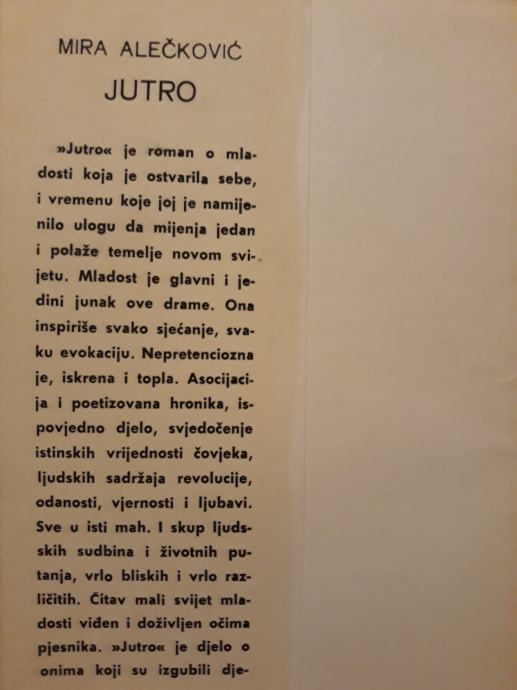 MIRA ALEČKOVIĆ
JUTRO
»Jutro« je roman o mla-
dosti koja je ostvarila sebe,
i vremenu koje joj je namije-
nilo ulogu da mijenja jedan
i polaže temelje novom svi-
jetu. Mladost je glavni i je-
dini junak ove drame. Ona
inspiriše svako sjećanje, sva-
ku evokaciju. Nepretenciozna
je, iskrena i topla. Asocijaci-
ja i poetizovana hronika, is-
povjedno djelo, svjedočenje
istinskih vrijednosti čovjeka,
ljudskih sadržaja revolucije,
odanosti, vjernosti i ljubavi.
Sve u isti mah. I skup ljuds-
skih sudbina i životnih pu-
tanja, vrlo bliskih i vrlo raz-
ličitih. Čitav mali svijet mla-
dosti viđen i doživljen očima
pjesnika. »Jutro« je djelo o
onima koji su izgubili dje-